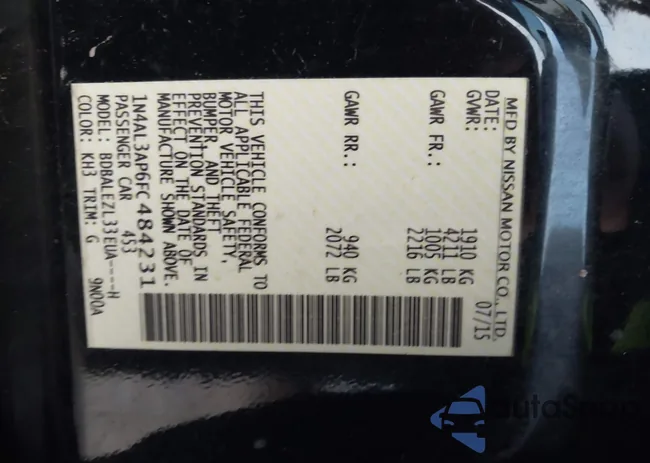 MFD BY NISSAN MOTOR CO., LTD.
DATE: 07/15
GVWR: 1910 KG
4211 LB
GAWR FR.: 1005 KG
2216 LB
GAWR RR.: 940 KG
2072 LB
THIS VEHICLE CONFORMS TO
ALL APPLICABLE FEDERAL
MOTOR VEHICLE SAFETY,
BUMPER AND THEFT
PREVENTION STANDARDS IN
EFFECT ON THE DATE OF
MANUFACTURE SHOWN ABOVE.
1N4AL3AP6FC484231
PASSENGER CAR 453
MODEL: BDBALEZL33EUA----H
COLOR: KH3 TRIM: G 9N00A